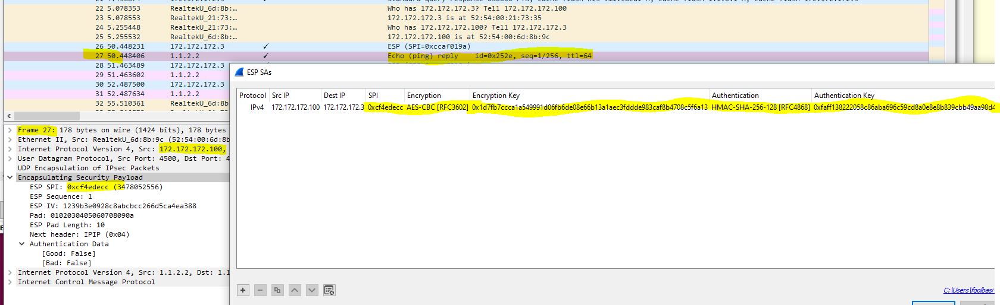 22 5.078353 RealtekU_6d:8b:… Who has 172.172.172.3? Tell 172.172.172.100
23 5.078553 RealtekU_21:73:… 172.172.172.3 is at 52:54:00:21:73:35
24 5.255448 RealtekU_21:73:… Who has 172.172.172.100? Tell 172.172.172.3
25 5.255532 RealtekU_6d:8b:… 172.172.172.100 is at 52:54:00:6d:8b:9c
26 50.448231 172.172.172.3 ✓ ESP (SPI=0xccaf019a)
27 50.448406 1.1.2.2 ✓ Echo (ping) reply id=0x252e, seq=1/256, ttl=64
28 51.463489 172.172.172.3
29 51.463602 1.1.2.2
30 52.487500 172.172.172.3
31 52.487634 1.1.2.2
32 55.510361 RealtekU_6d:8b
ESP SAs
Protocol Src IP Dest IP SPI Encryption Encryption Key Authentication Authentication Key
IPv4 172.172.172.100 172.172.172.3 0xcf4edecc AES-CBC [RFC3602] 0x1d7fb7ccca1a549991d06fb6de08e66b13a1aec3fddde983caf8b4708c5f6a13 HMAC-SHA-256-128 [RFC4868] 0xfaff138222058c86aba696c59cd8a0e8e8b839cbb49aa98d4
Frame 27: 178 bytes on wire (1424 bits), 178 bytes
Ethernet II, Src: RealtekU_6d:8b:9c (52:54:00:6d:8b
Internet Protocol Version 4, Src: 172.172.172.100,
User Datagram Protocol, Src Port: 4500, Dst Port: 4
UDP Encapsulation of IPsec Packets
Encapsulating Security Payload
ESP SPI: 0xcf4edecc (3478052556)
ESP Sequence: 1
ESP IV: 1239b3e0928c8abcbcc266d5ca4ea388
Pad: 0102030405060708090a
ESP Pad Length: 10
Next header: IPIP (0x04)
Authentication Data
[Good: False]
[Bad: False]
Internet Protocol Version 4, Src: 1.1.2.2, Dst: 1.1
Internet Control Message Protocol
C:\Users\fgolbasi